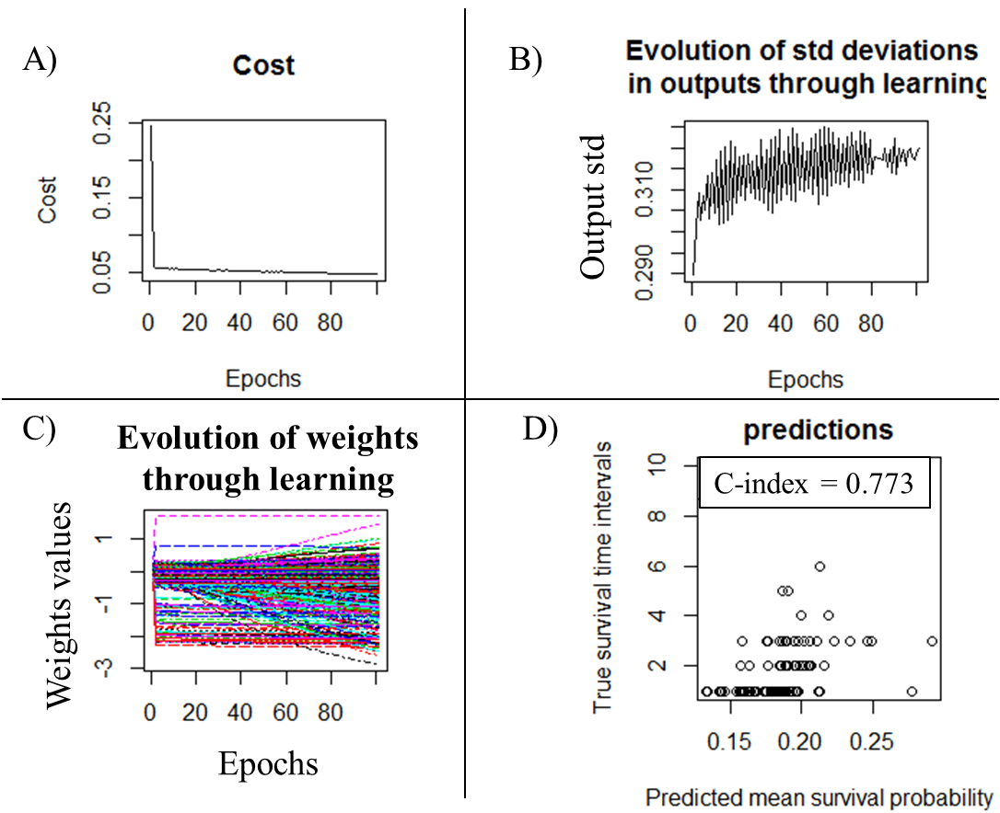 A)
Cost
Cost
0.05 0.15 0.25
0 20 40 60 80
Epochs
B)
Evolution of std deviations
in outputs through learning
Output std
0.290 0.310
0 20 40 60 80
Epochs
C)
Evolution of weights
through learning
Weights values
1
-1
-3
0 20 40 60 80
Epochs
D)
predictions
C-index = 0.773
True survival time intervals
10
8
6
4
2
0.15 0.20 0.25
Predicted mean survival probability